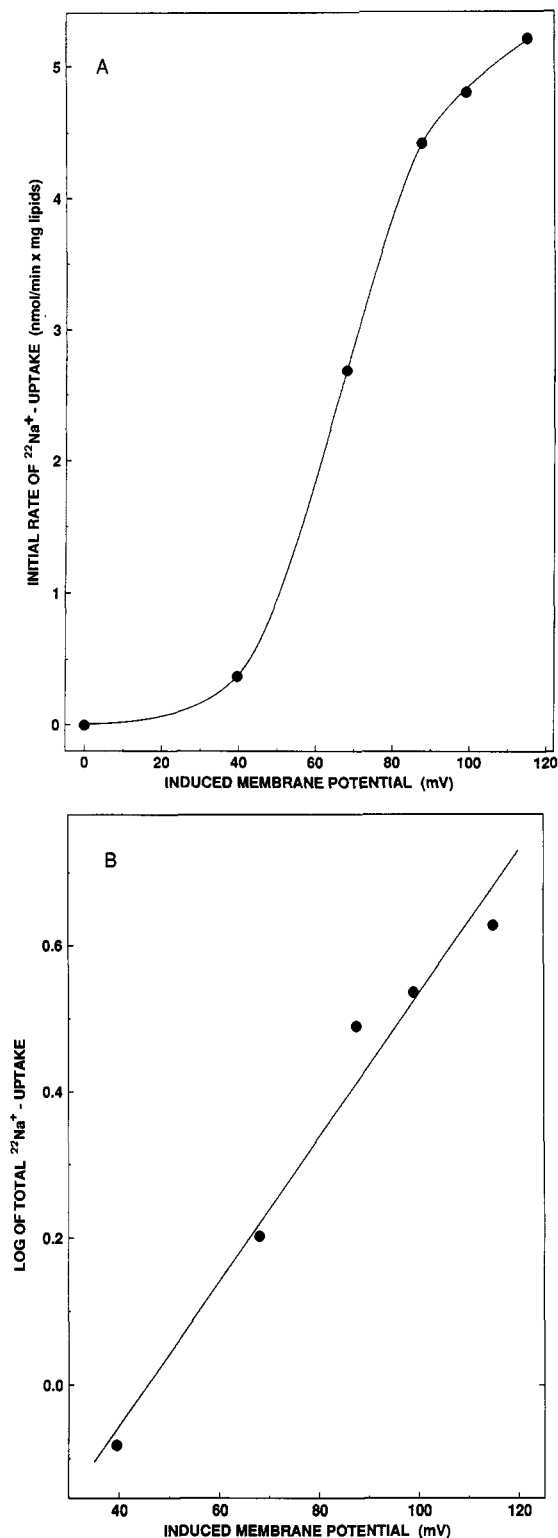 A
INITIAL RATE OF ²²Na⁺ - UPTAKE (nmol/min x mg lipids)
5
4
3
2
1
0
0 20 40 60 80 100 120
INDUCED MEMBRANE POTENTIAL (mV)
B
LOG OF TOTAL ²²Na⁺ - UPTAKE
0.6
0.4
0.2
0.0
40 60 80 100 120
INDUCED MEMBRANE POTENTIAL (mV)